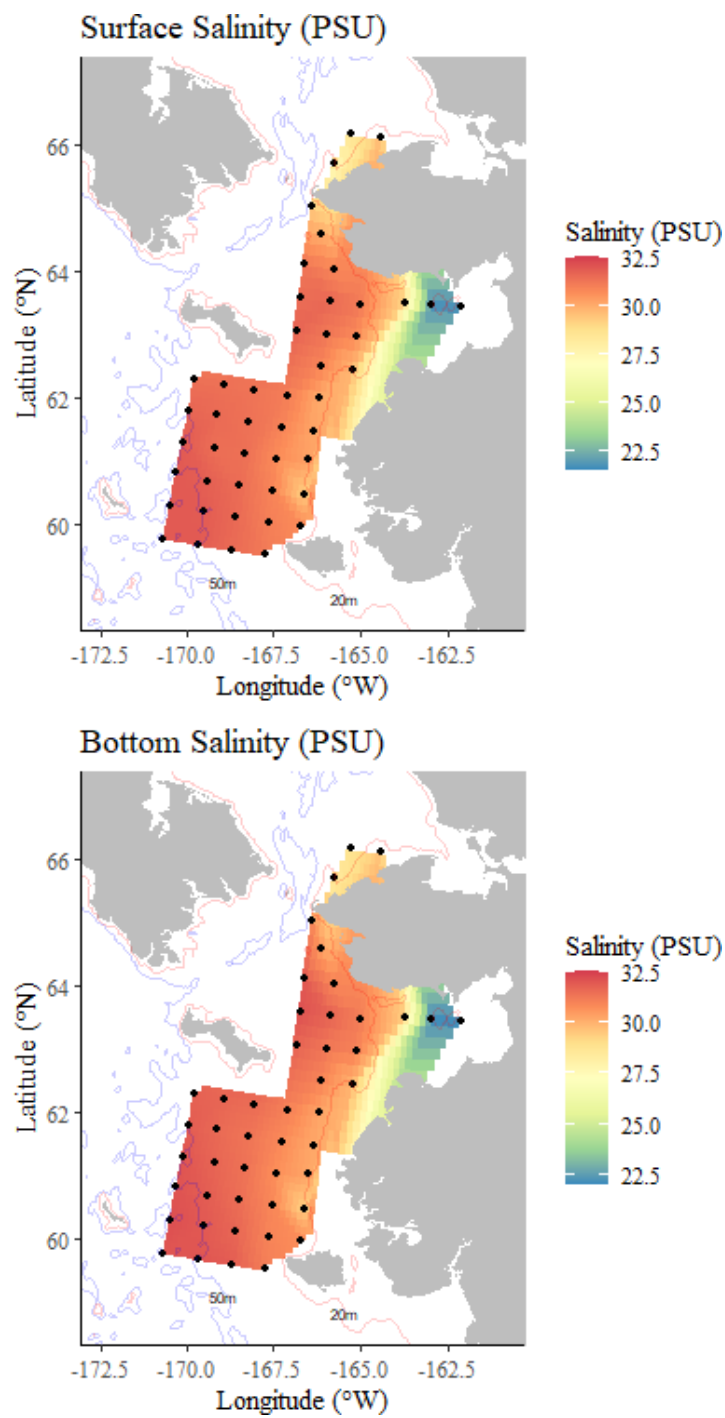 Surface Salinity (PSU)
66
64
62
60
Latitude (°N)
50m
20m
-172.5 -170.0 -167.5 -165.0 -162.5
Longitude (°W)
Salinity (PSU)
32.5
30.0
27.5
25.0
22.5
Bottom Salinity (PSU)
66
64
62
60
Latitude (°N)
50m
20m
-172.5 -170.0 -167.5 -165.0 -162.5
Longitude (°W)
Salinity (PSU)
32.5
30.0
27.5
25.0
22.5